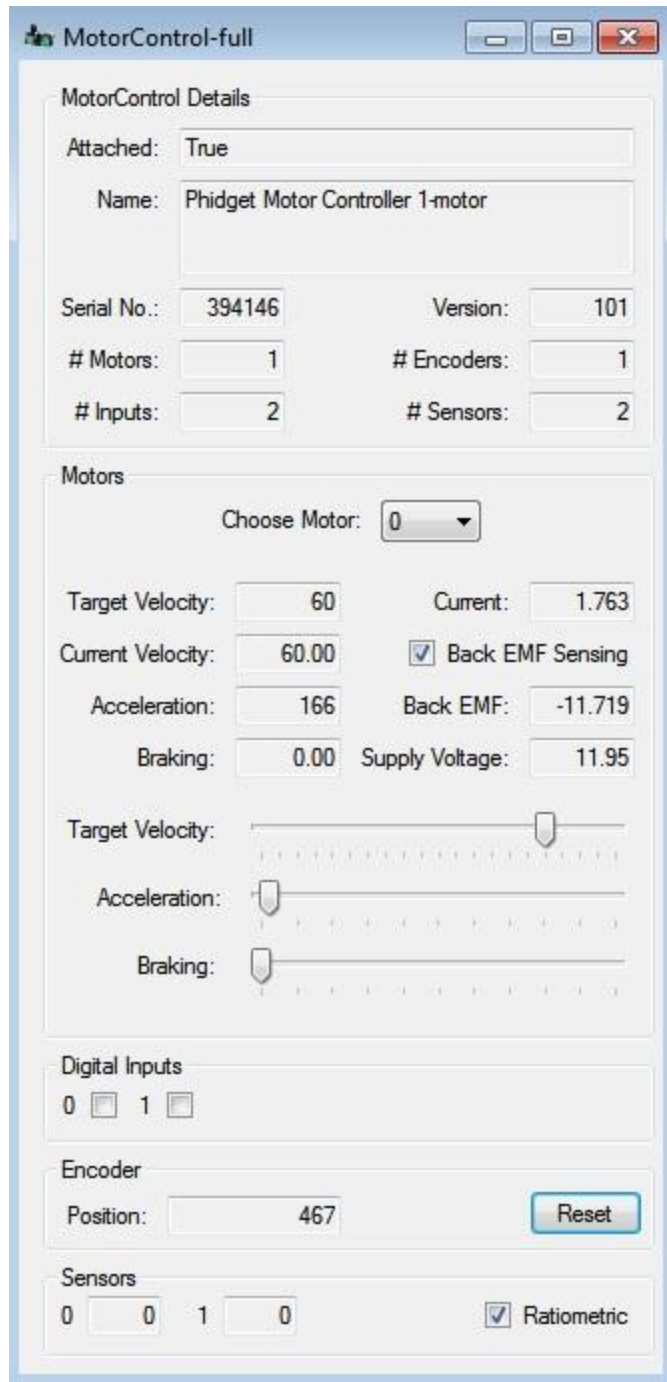 MotorControl-full
MotorControl Details
Attached: True
Name: Phidget Motor Controller 1-motor
Serial No.: 394146 Version: 101
# Motors: 1 # Encoders: 1
# Inputs: 2 # Sensors: 2
Motors
Choose Motor: 0
Target Velocity: 60 Current: 1.763
Current Velocity: 60.00 Back EMF Sensing
Acceleration: 166 Back EMF: -11.719
Braking: 0.00 Supply Voltage: 11.95
Target Velocity:
Acceleration:
Braking:
Digital Inputs
0 1
Encoder
Position: 467 Reset
Sensors
0 0 1 0 Ratiometric